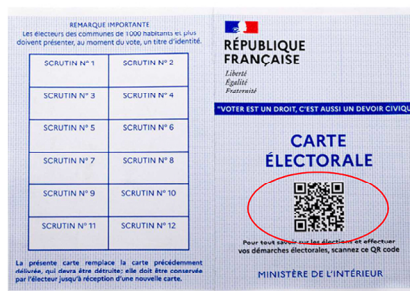 REMARQUE IMPORTANTE
Les électeurs des communes de 1000 habitants et plus
doivent présenter, au moment du vote, un titre d'identité.
SCRUTIN N° 1 SCRUTIN N° 2
SCRUTIN N° 3 SCRUTIN N° 4
SCRUTIN N° 5 SCRUTIN N° 6
SCRUTIN N° 7 SCRUTIN N° 8
SCRUTIN N° 9 SCRUTIN N° 10
SCRUTIN N° 11 SCRUTIN N° 12
La présente carte remplace la carte précédemment
délivrée, qui devra être détruite; elle doit être conservée
par l'électeur jusqu'à réception d'une nouvelle carte.
RÉPUBLIQUE
FRANÇAISE
Liberté
Égalité
Fraternité
"VOTER EST UN DROIT, C'EST AUSSI UN DEVOIR CIVIQU
CARTE
ÉLECTORALE
Pour tout savoir sur les élections et effectuer
vos démarches électorales, scannez ce QR code
MINISTÈRE DE L'INTÉRIEUR